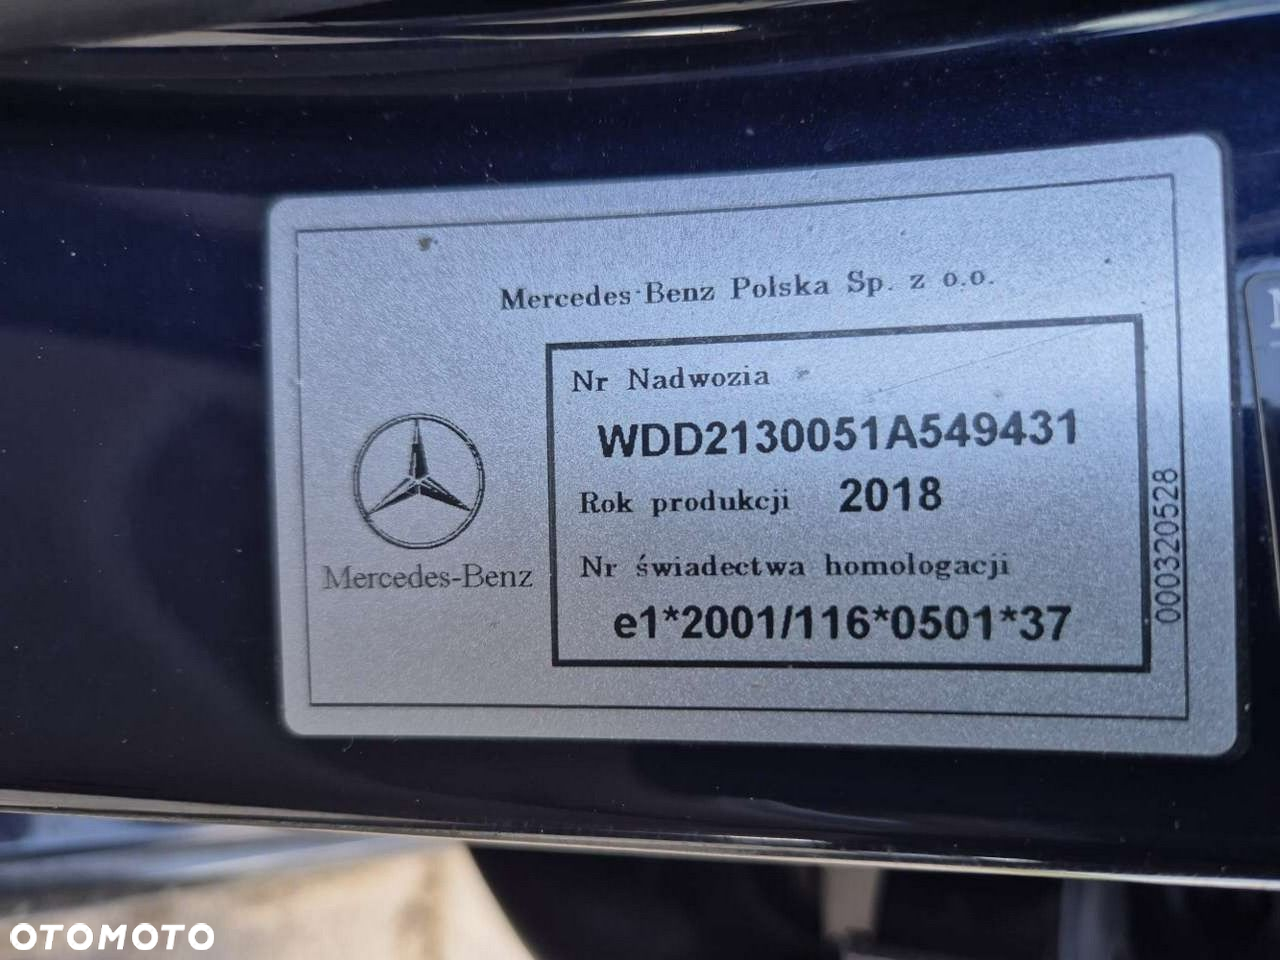 Mercedes-Benz Polska Sp. z o.o.
Nr Nadwozia
WDD2130051A549431
Rok produkcji 2018
Nr świadectwa homologacji
e1*2001/116*0501*37
Mercedes-Benz
000320528
OTOMOTO